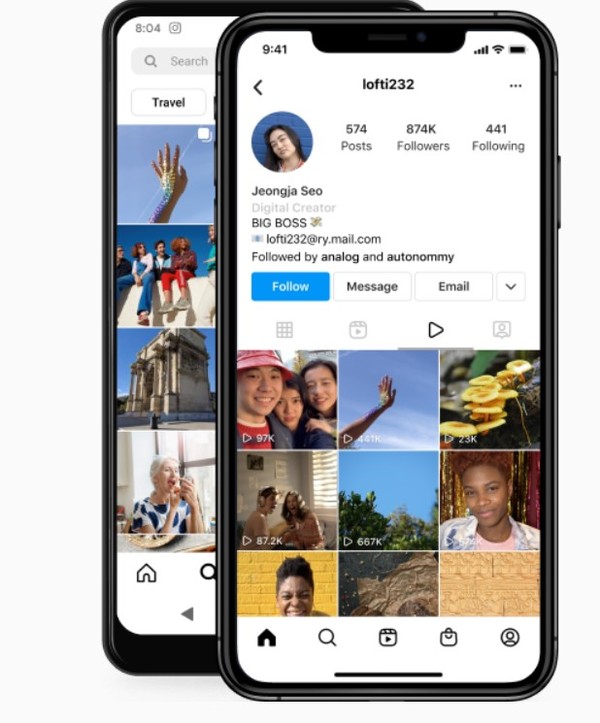 8:04
Search
Travel
9:41
lofti232
574
874K
441
Posts
Followers
Following
Jeongja Seo
Digital Creator
BIG BOSS
lofti232@ry.mail.com
Followed by analog and autonommy
Follow
Message
Email
97K
441K
23K
87.2K
667K